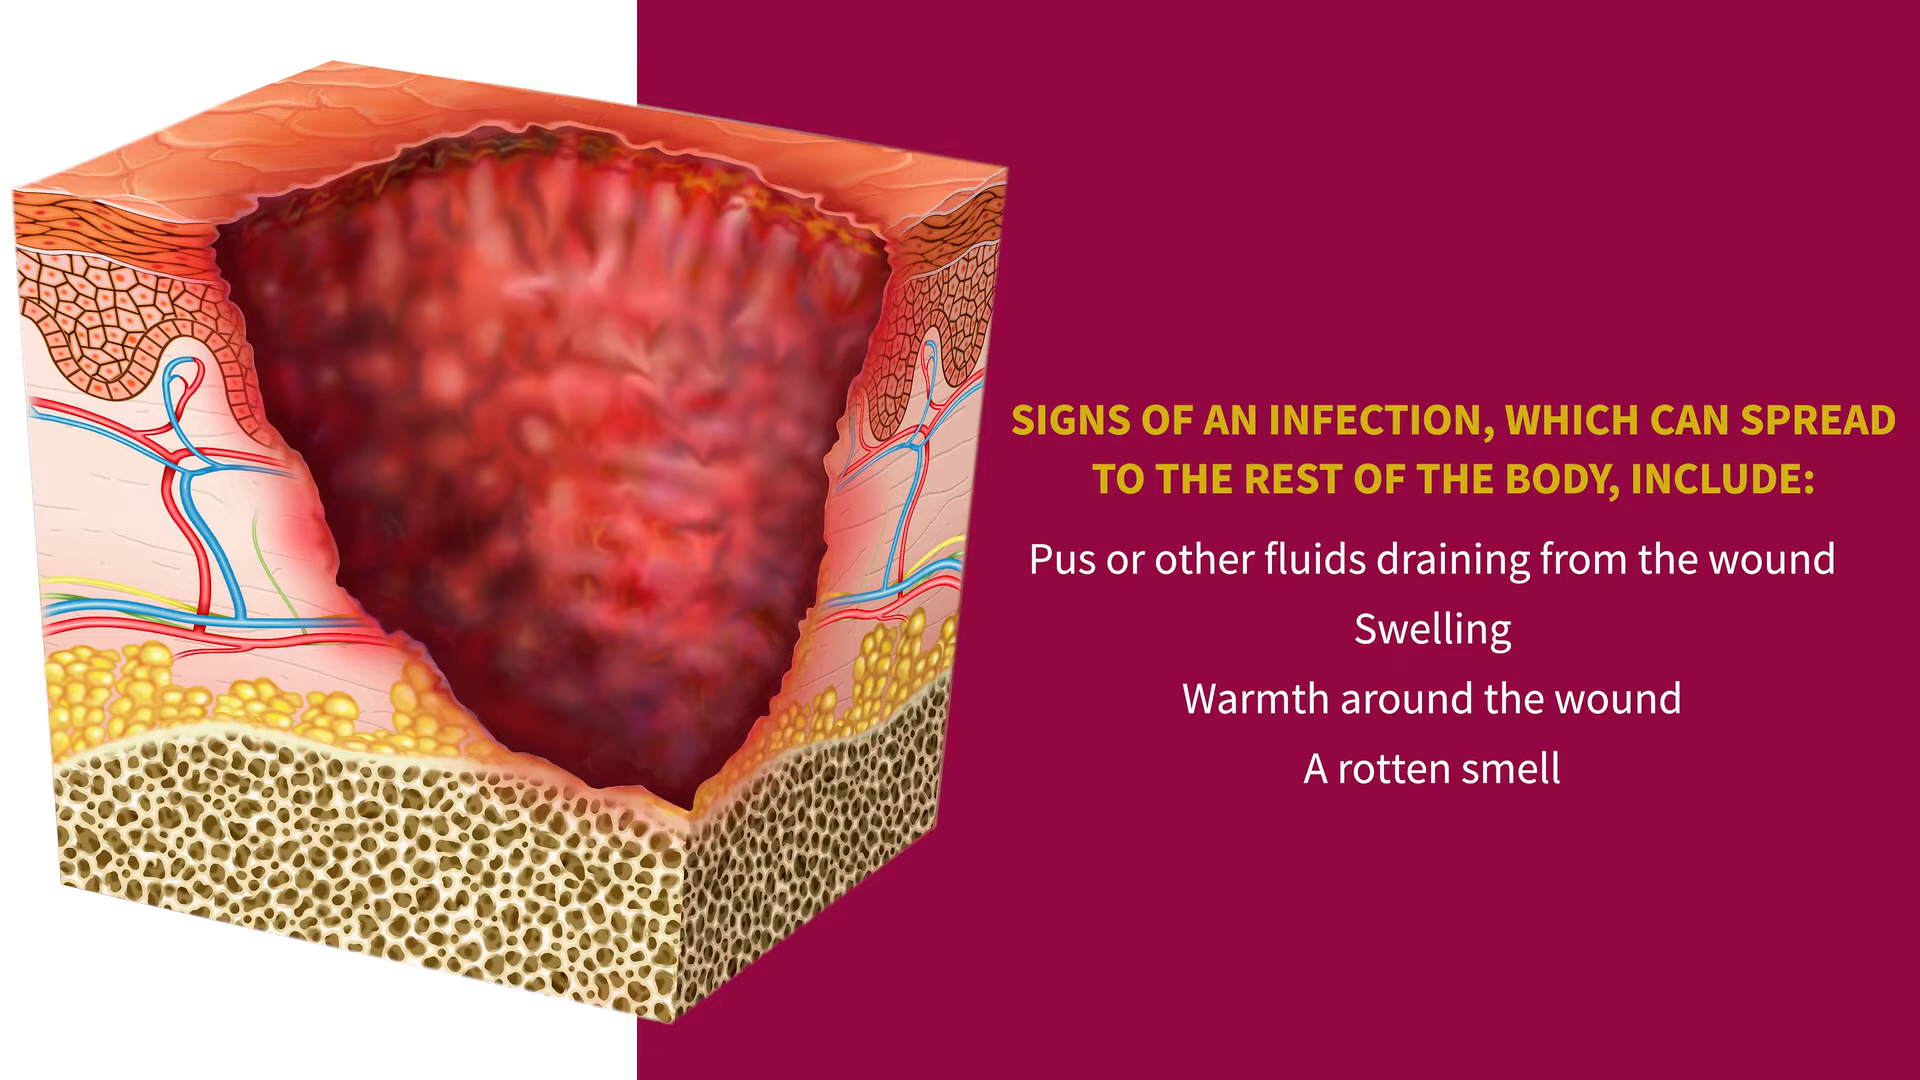 SIGNS OF AN INFECTION, WHICH CAN SPREAD
TO THE REST OF THE BODY, INCLUDE:
Pus or other fluids draining from the wound
Swelling
Warmth around the wound
A rotten smell